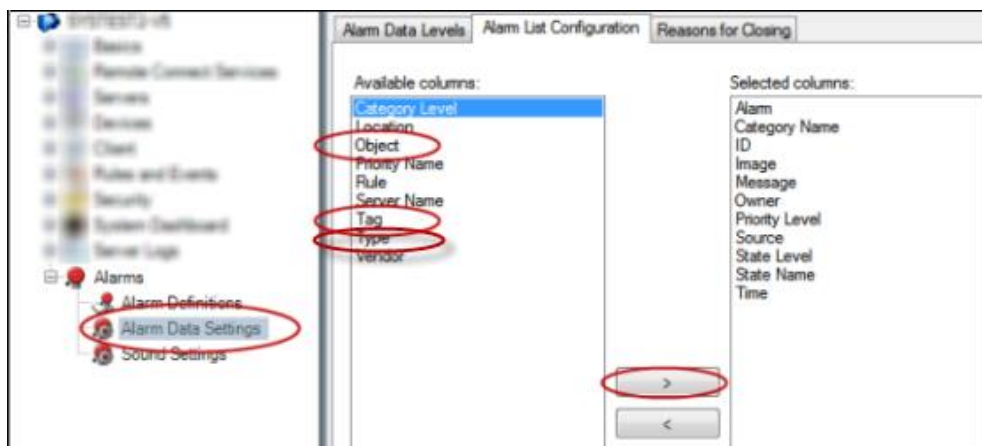 Alarms
Alarm Definitions
Alarm Data Settings
Sound Settings
Alarm Data Levels
Alarm List Configuration
Reasons for Closing
Available columns:
Category Level
Location
Object
Priority Name
Rule
Server Name
Tag
Type
Vendor
>
<
Selected columns:
Alarm
Category Name
ID
Image
Message
Owner
Priority Level
Source
State Level
State Name
Time